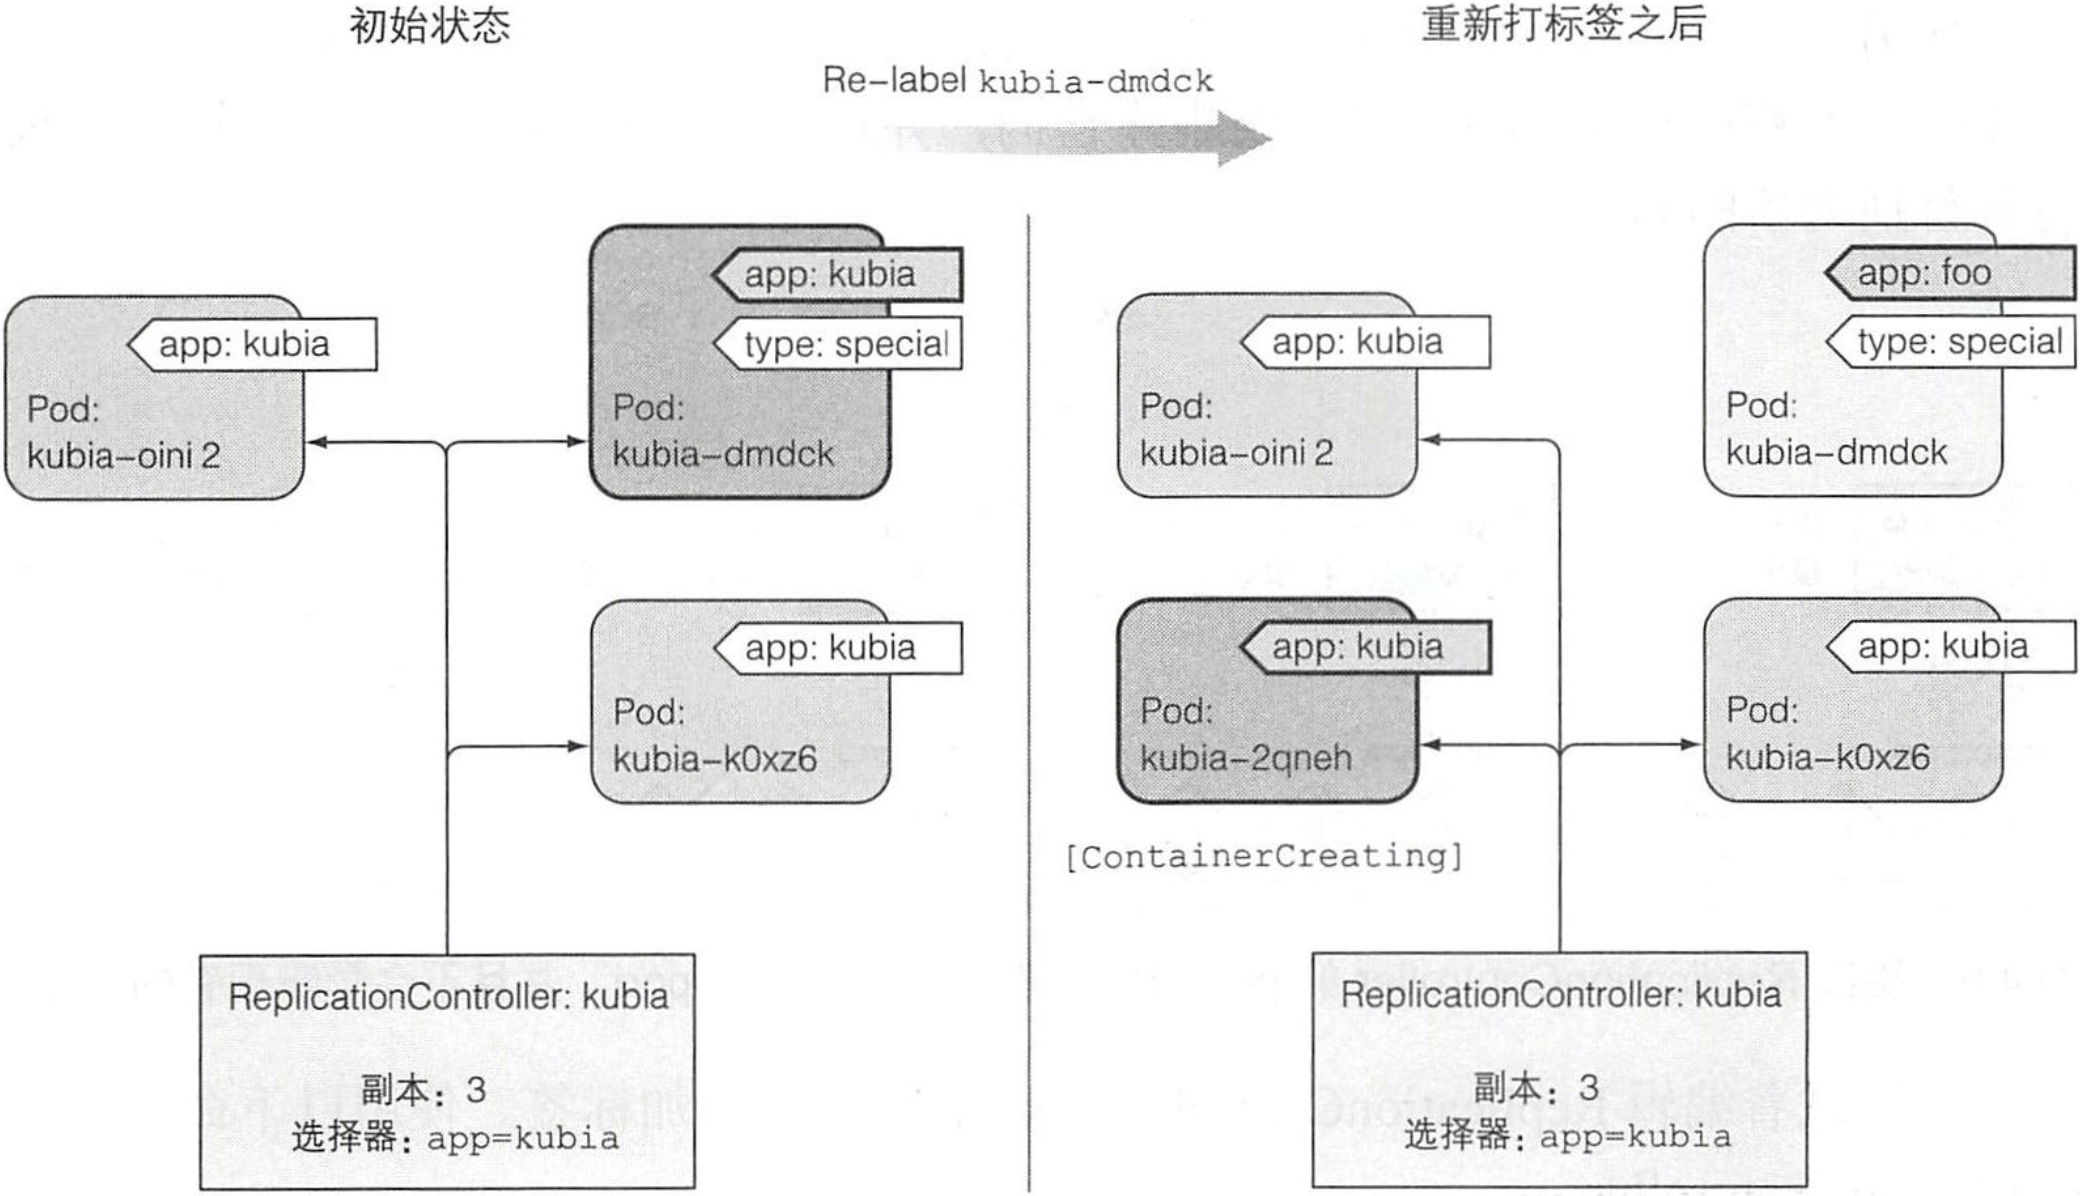 初始状态
重新打标签之后
Re-label kubia-dmdck
app: kubia
type: special
Pod:
kubia-dmdck
app: kubia
Pod:
kubia-oini 2
app: kubia
Pod:
kubia-k0xz6
ReplicationController: kubia
副本：3
选择器：app=kubia
app: foo
type: special
Pod:
kubia-dmdck
app: kubia
Pod:
kubia-oini 2
app: kubia
Pod:
kubia-2qneh
[ContainerCreating]
app: kubia
Pod:
kubia-k0xz6
ReplicationController: kubia
副本：3
选择器：app=kubia